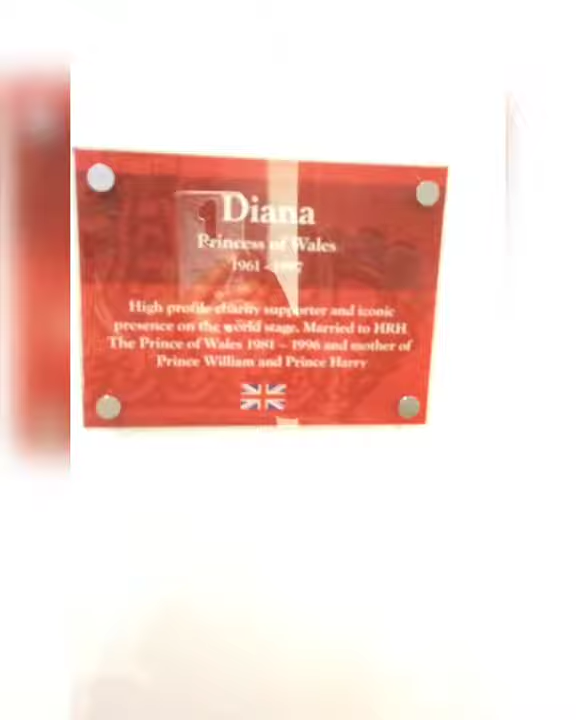 Diana
Princess of Wales
1961 - 1997
High profile charity supporter and iconic
presence on the world stage. Married to HRH
The Prince of Wales 1981 – 1996 and mother of
Prince William and Prince Harry